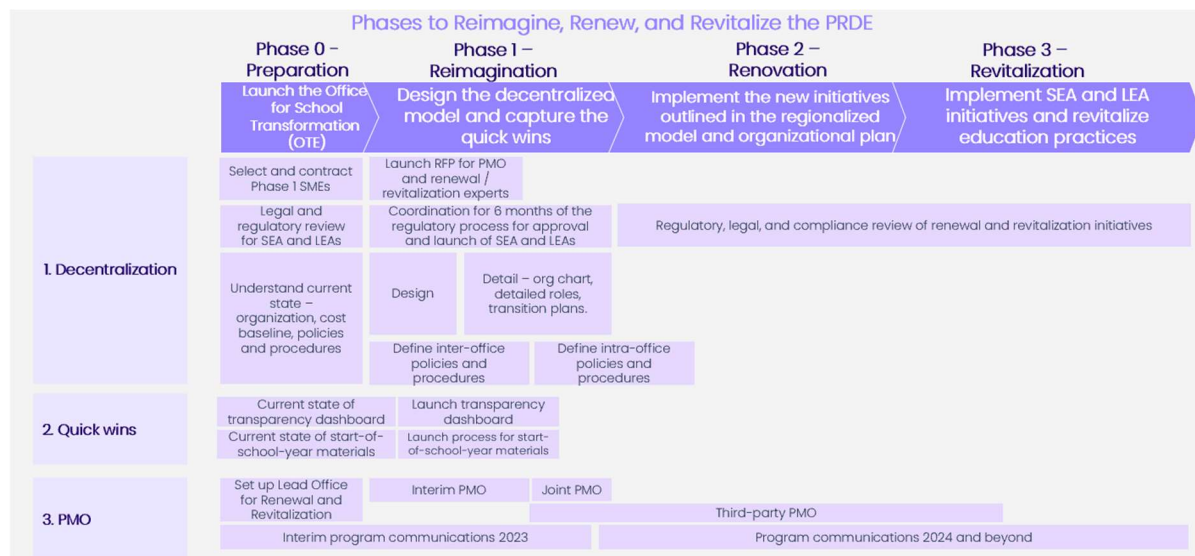 Phases to Reimagine, Renew, and Revitalize the PRDE
Phase 0 –
Preparation
Phase 1 –
Reimagination
Phase 2 –
Renovation
Phase 3 –
Revitalization
Launch the Office
for School
Transformation
(OTE)
Design the decentralized
model and capture the
quick wins
Implement the new initiatives
outlined in the regionalized
model and organizational plan
Implement SEA and LEA
initiatives and revitalize
education practices
1. Decentralization
Select and contract
Phase 1 SMEs
Launch RFP for PMO
and renewal /
revitalization experts
Legal and
regulatory review
for SEA and LEAs
Coordination for 6 months of the
regulatory process for approval
and launch of SEA and LEAs
Regulatory, legal, and compliance review of renewal and revitalization initiatives
Understand current
state –
organization, cost
baseline, policies
and procedures
Design
Detail – org chart,
detailed roles,
transition plans.
Define inter-office
policies and
procedures
Define intra-office
policies and
procedures
2. Quick wins
Current state of
transparency dashboard
Launch transparency
dashboard
Current state of start-of-
school-year materials
Launch process for start-
of-school-year materials
3. PMO
Set up Lead Office
for Renewal and
Revitalization
Interim PMO
Joint PMO
Third-party PMO
Interim program communications 2023
Program communications 2024 and beyond